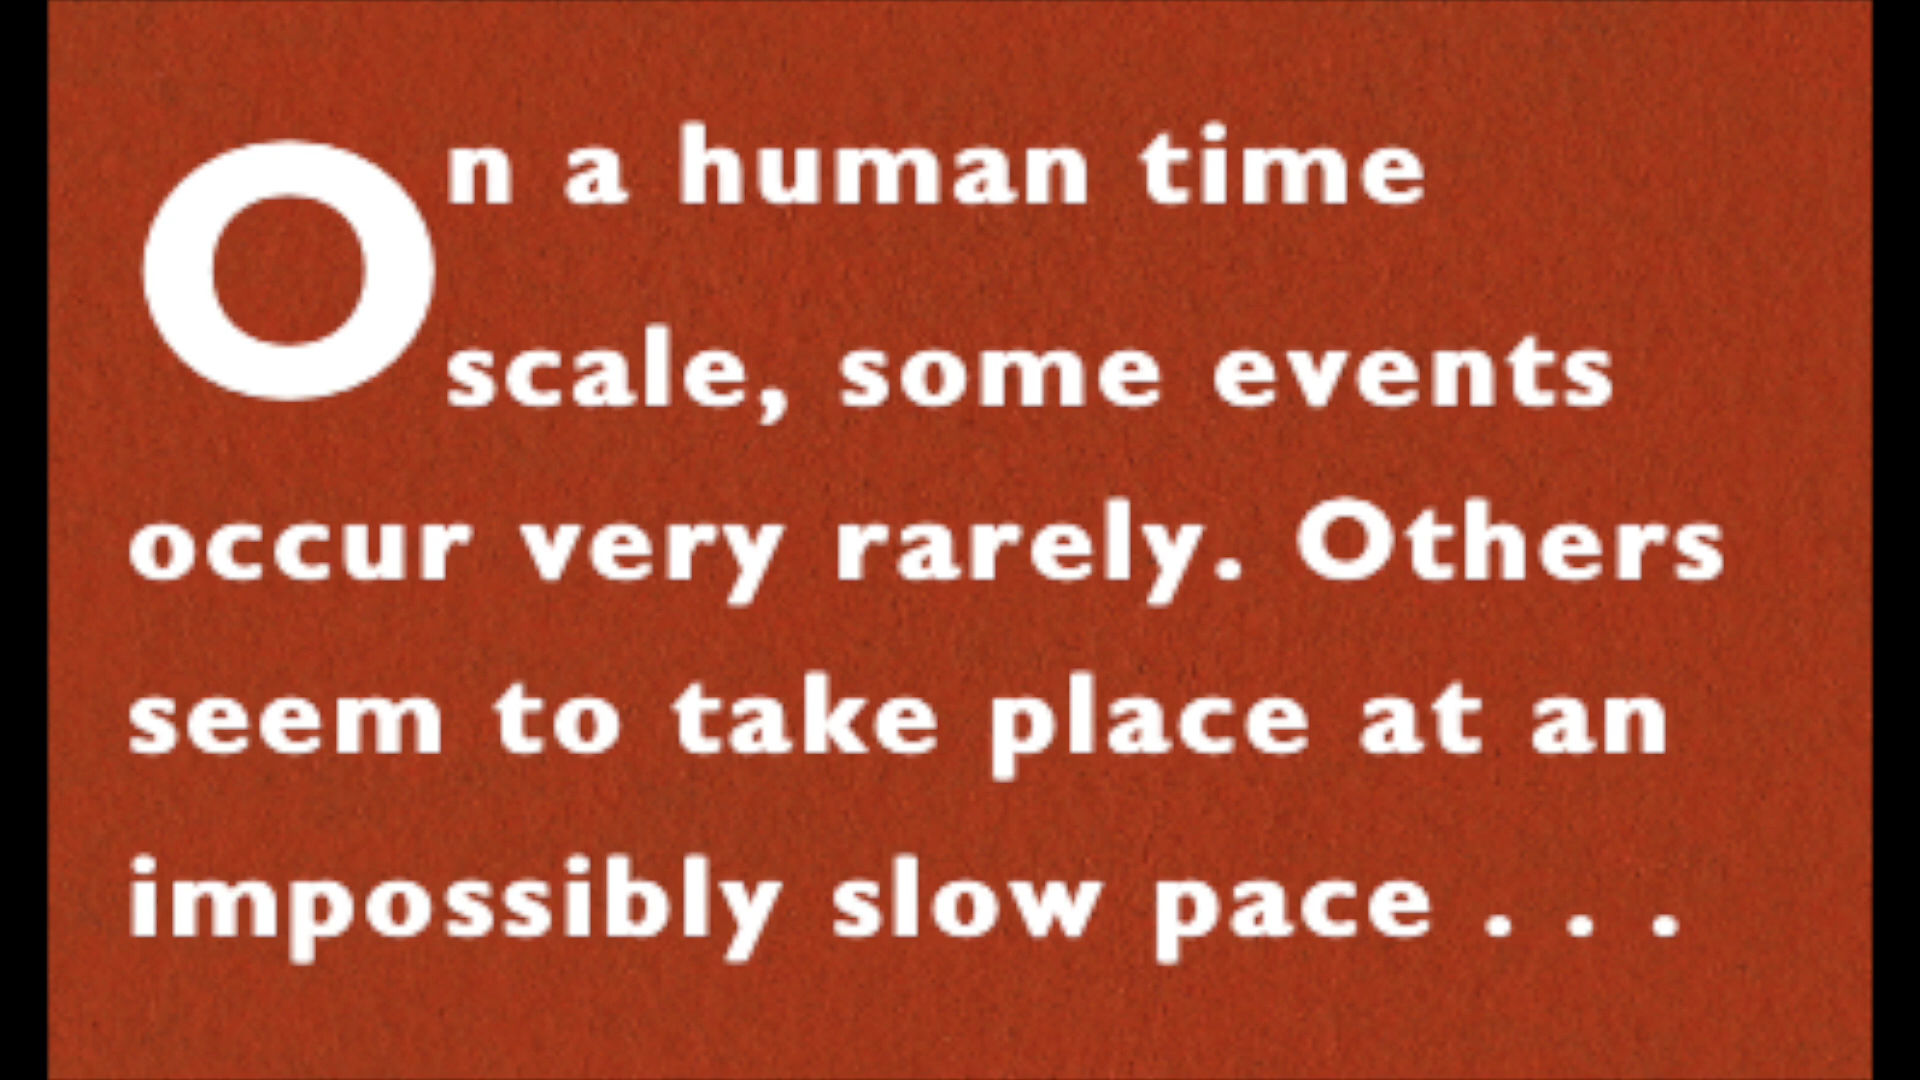 On a human time
scale, some events
occur very rarely. Others
seem to take place at an
impossibly slow pace . . .